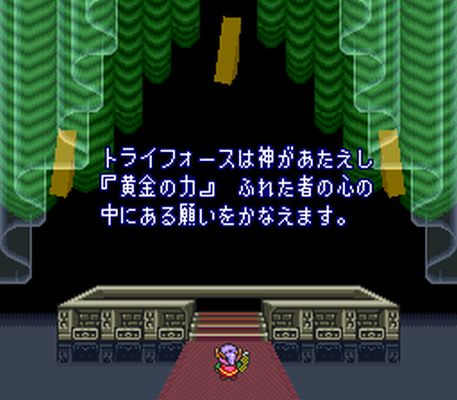 トライフォースは神があたえし
『黄金の力』 ふれた者の心の
中にある願いをかなえます。